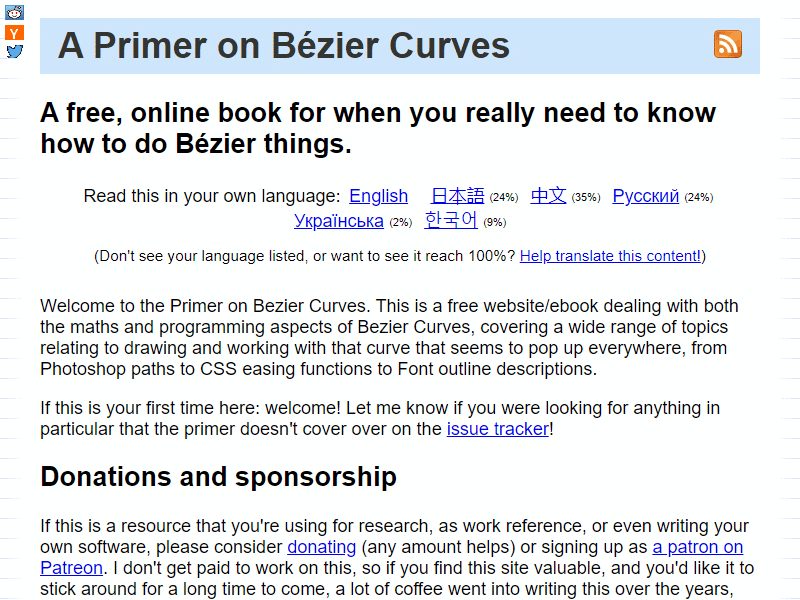 A Primer on Bézier Curves
A free, online book for when you really need to know
how to do Bézier things.
Read this in your own language: English 日本語 (24%) 中文 (35%) Русский (24%)
Українська (2%) 한국어 (9%)
(Don't see your language listed, or want to see it reach 100%? Help translate this content!)
Welcome to the Primer on Bezier Curves. This is a free website/ebook dealing with both
the maths and programming aspects of Bezier Curves, covering a wide range of topics
relating to drawing and working with that curve that seems to pop up everywhere, from
Photoshop paths to CSS easing functions to Font outline descriptions.
If this is your first time here: welcome! Let me know if you were looking for anything in
particular that the primer doesn't cover over on the issue tracker!
Donations and sponsorship
If this is a resource that you're using for research, as work reference, or even writing your
own software, please consider donating (any amount helps) or signing up as a patron on
Patreon. I don't get paid to work on this, so if you find this site valuable, and you'd like it to
stick around for a long time to come, a lot of coffee went into writing this over the years,